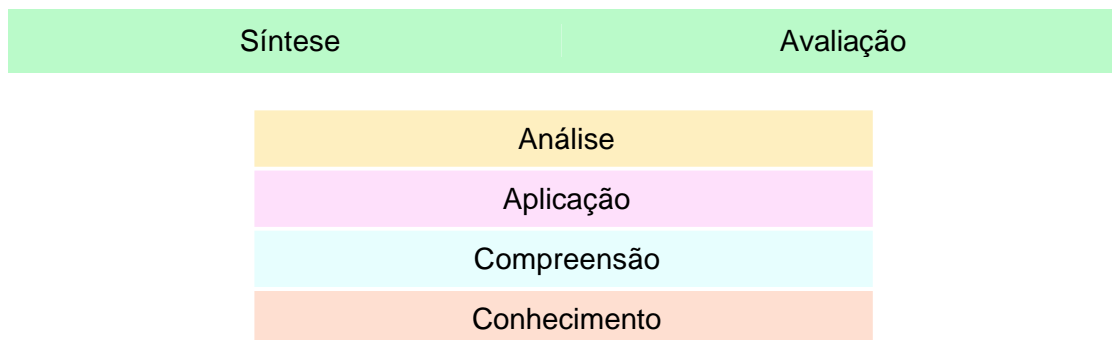 Síntese Avaliação
Análise
Aplicação
Compreensão
Conhecimento